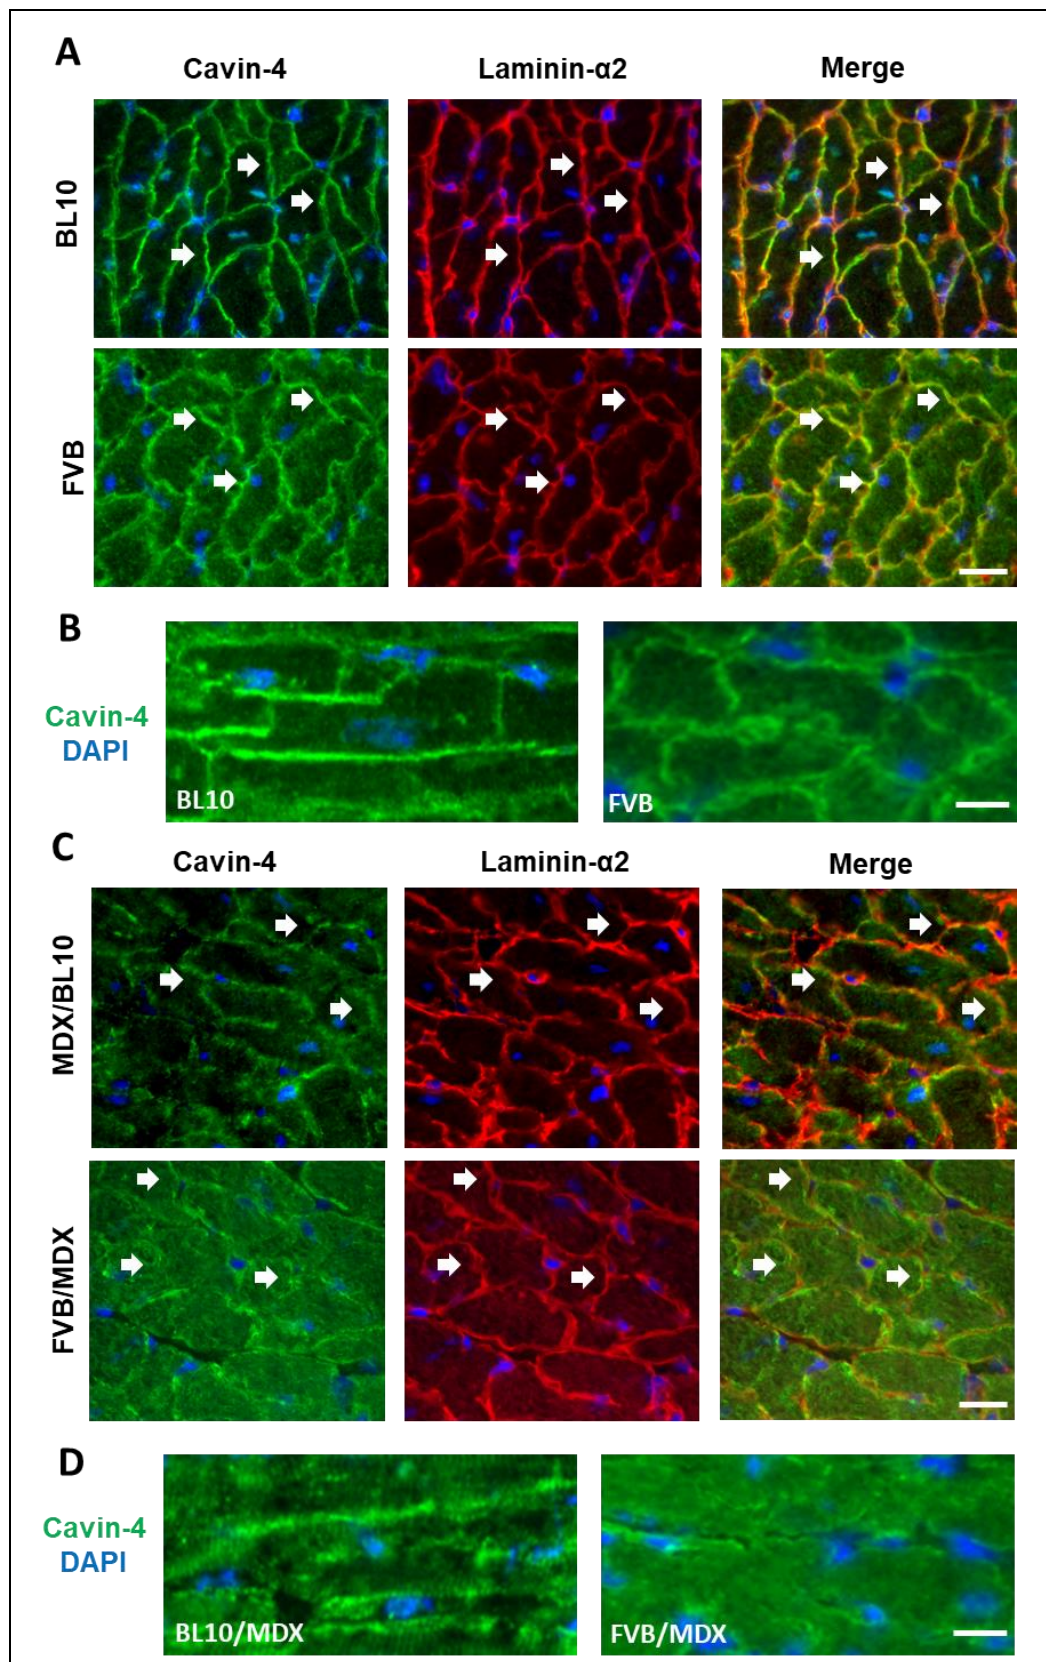 A
Cavin-4 Laminin-α2 Merge
BL10
FVB
B
Cavin-4
DAPI
BL10
FVB
C
Cavin-4 Laminin-α2 Merge
MDX/BL10
FVB/MDX
D
Cavin-4
DAPI
BL10/MDX
FVB/MDX